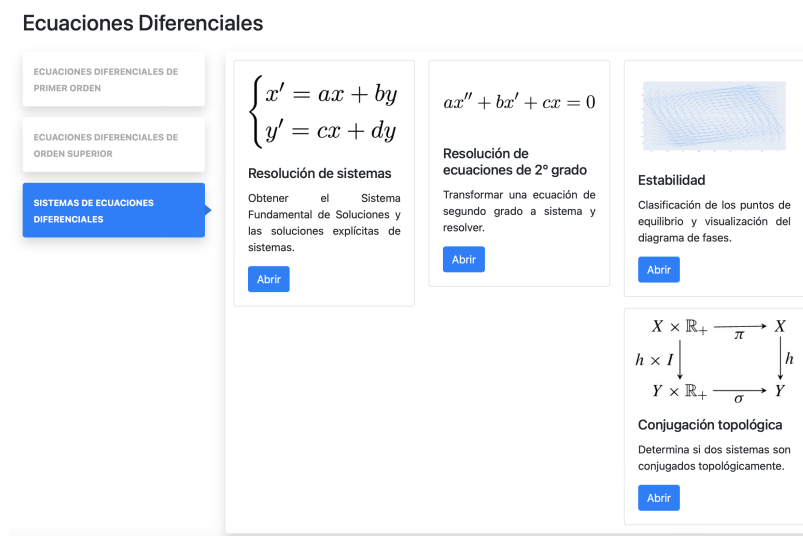 Ecuaciones Diferenciales
ECUACIONES DIFERENCIALES DE
PRIMER ORDEN
ECUACIONES DIFERENCIALES DE
ORDEN SUPERIOR
SISTEMAS DE ECUACIONES
DIFERENCIALES
x′ = ax + by
y′ = cx + dy
Resolución de sistemas
Obtener el Sistema
Fundamental de Soluciones y
las soluciones explícitas de
sistemas.
Abrir
ax″ + bx′ + cx = 0
Resolución de
ecuaciones de 2º grado
Transformar una ecuación de
segundo grado a sistema y
resolver.
Abrir
Estabilidad
Clasificación de los puntos de
equilibrio y visualización del
diagrama de fases.
Abrir
X × ℝ₊ π X
h × I h
Y × ℝ₊ σ Y
Conjugación topológica
Determina si dos sistemas son
conjugados topológicamente.
Abrir